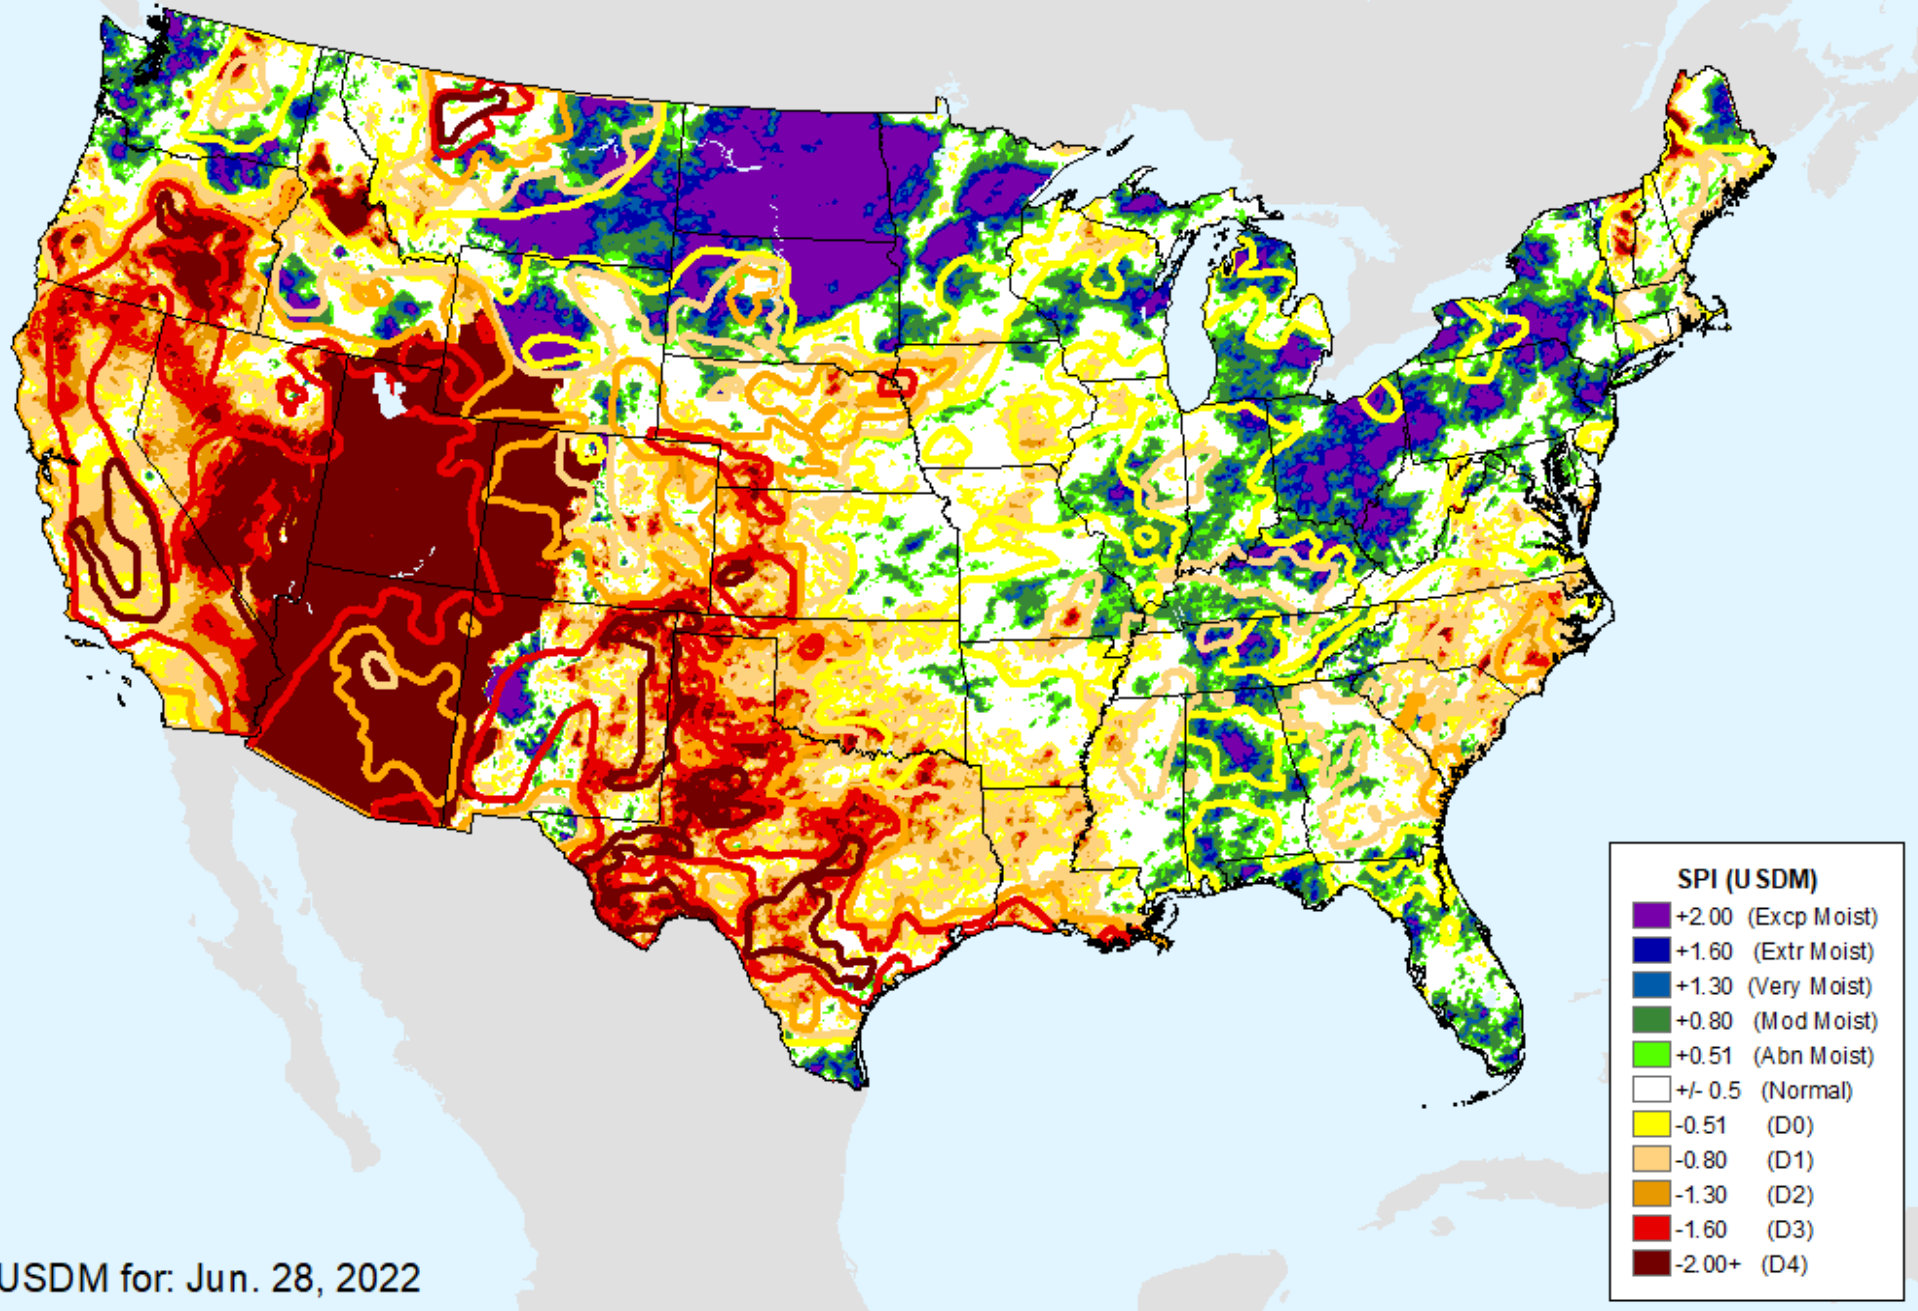 SPI (USDM)
+2.00 (Excp Moist)
+1.60 (Extr Moist)
+1.30 (Very Moist)
+0.80 (Mod Moist)
+0.51 (Abn Moist)
+/- 0.5 (Normal)
-0.51 (D0)
-0.80 (D1)
-1.30 (D2)
-1.60 (D3)
-2.00+ (D4)
USDM for: Jun. 28, 2022